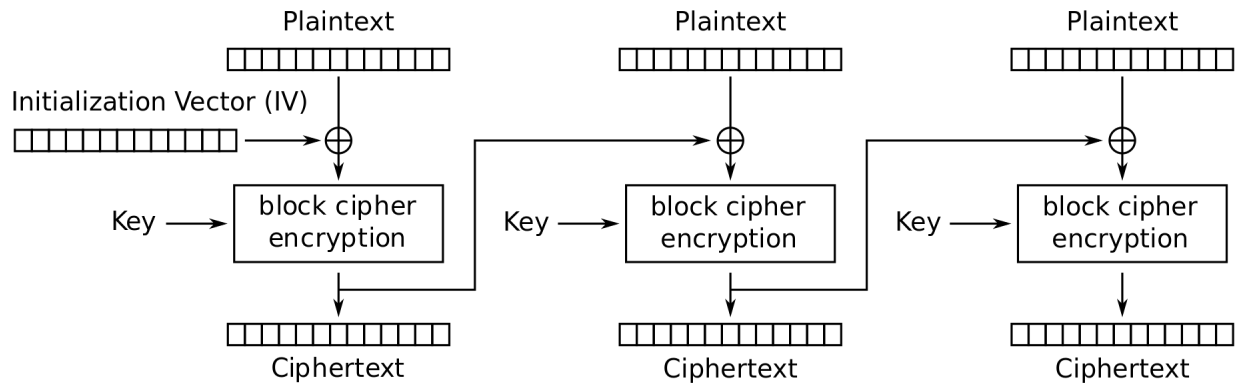 Plaintext
Plaintext
Plaintext
Initialization Vector (IV)
Key
block cipher
encryption
Key
block cipher
encryption
Key
block cipher
encryption
Ciphertext
Ciphertext
Ciphertext